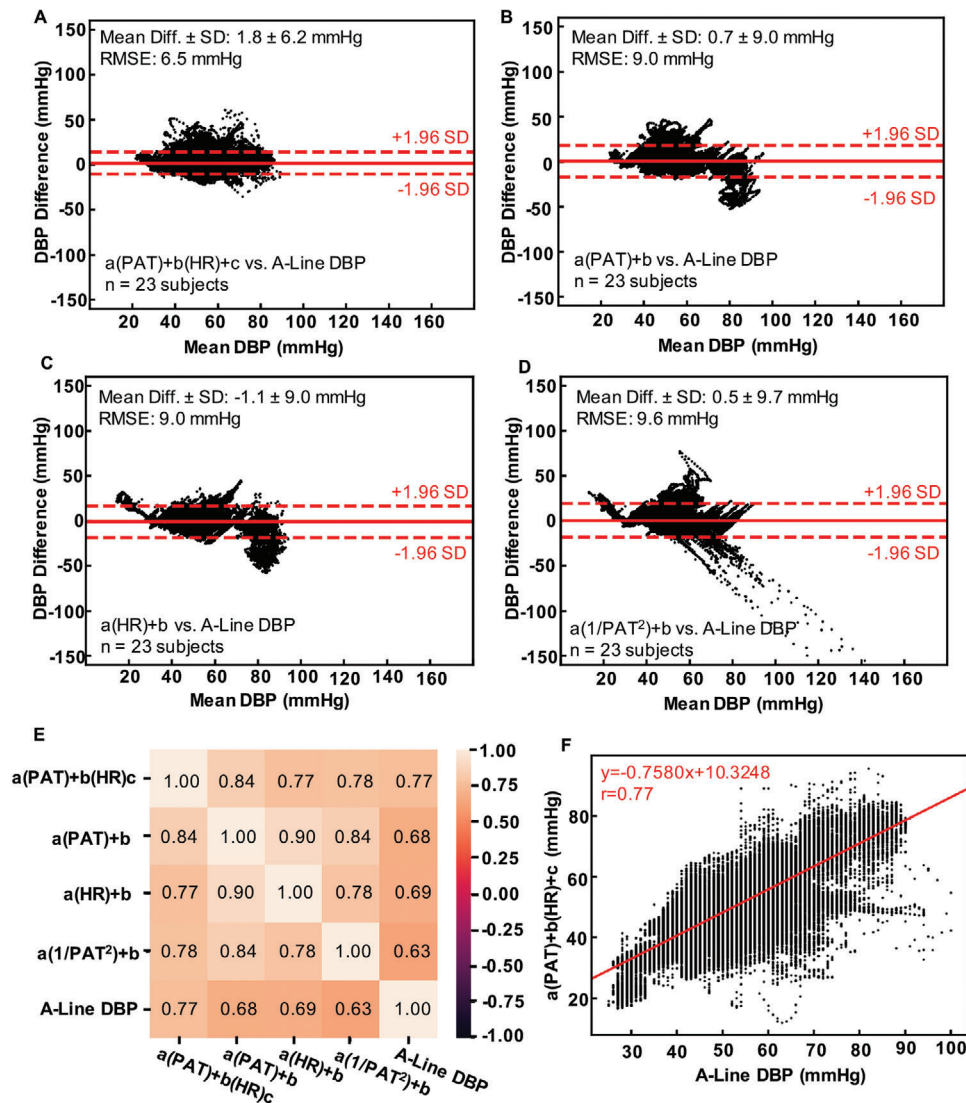 A
Mean Diff. ± SD: 1.8 ± 6.2 mmHg
RMSE: 6.5 mmHg
150
100
50
0
-50
-100
-150
+1.96 SD
-1.96 SD
a(PAT)+b(HR)+c vs. A-Line DBP
n = 23 subjects
20 40 60 80 100 120 140 160
Mean DBP (mmHg)
DBP Difference (mmHg)
B
Mean Diff. ± SD: 0.7 ± 9.0 mmHg
RMSE: 9.0 mmHg
150
100
50
0
-50
-100
-150
+1.96 SD
-1.96 SD
a(PAT)+b vs. A-Line DBP
n = 23 subjects
20 40 60 80 100 120 140 160
Mean DBP (mmHg)
DBP Difference (mmHg)
C
Mean Diff. ± SD: -1.1 ± 9.0 mmHg
RMSE: 9.0 mmHg
150
100
50
0
-50
-100
-150
+1.96 SD
-1.96 SD
a(HR)+b vs. A-Line DBP
n = 23 subjects
20 40 60 80 100 120 140 160
Mean DBP (mmHg)
DBP Difference (mmHg)
D
Mean Diff. ± SD: 0.5 ± 9.7 mmHg
RMSE: 9.6 mmHg
150
100
50
0
-50
-100
-150
+1.96 SD
-1.96 SD
a(1/PAT²)+b vs. A-Line DBP
n = 23 subjects
20 40 60 80 100 120 140 160
Mean DBP (mmHg)
DBP Difference (mmHg)
E
a(PAT)+b(HR)c 1.00 0.84 0.77 0.78 0.77
a(PAT)+b 0.84 1.00 0.90 0.84 0.68
a(HR)+b 0.77 0.90 1.00 0.78 0.69
a(1/PAT²)+b 0.78 0.84 0.78 1.00 0.63
A-Line DBP 0.77 0.68 0.69 0.63 1.00
a(PAT)+b(HR)c
a(PAT)+b
a(HR)+b
a(1/PAT²)+b
A-Line DBP
1.00
0.75
0.50
0.25
0.00
-0.25
-0.50
-0.75
-1.00
F
y=-0.7580x+10.3248
r=0.77
80
60
40
20
a(PAT)+b(HR)+c (mmHg)
30 40 50 60 70 80 90 100
A-Line DBP (mmHg)